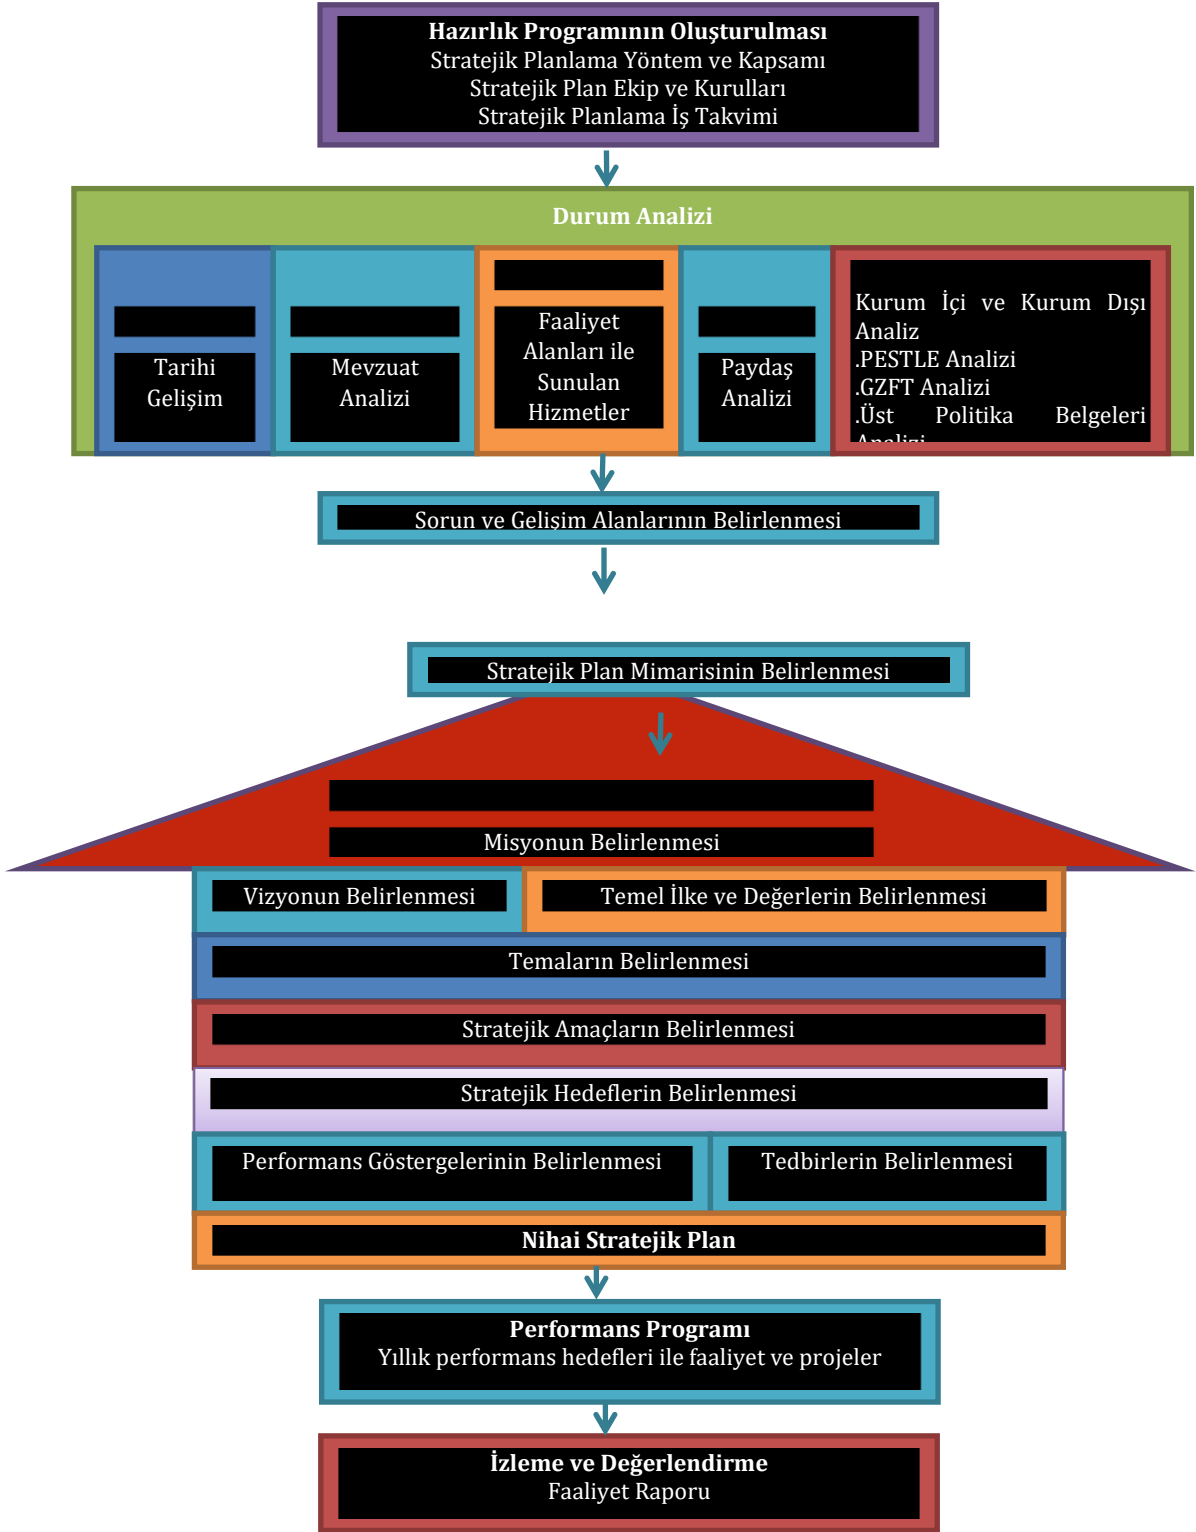 Hazırlık Programının Oluşturulması
Stratejik Planlama Yöntem ve Kapsamı
Stratejik Plan Ekip ve Kurulları
Stratejik Planlama İş Takvimi
Durum Analizi
Tarihi
Gelişim
Mevzuat
Analizi
Faaliyet
Alanları ile
Sunulan
Hizmetler
Paydaş
Analizi
Kurum İçi ve Kurum Dışı
Analiz
.PESTLE Analizi
.GZFT Analizi
.Üst Politika Belgeleri
Analizi
Sorun ve Gelişim Alanlarının Belirlenmesi
Stratejik Plan Mimarisinin Belirlenmesi
Misyonun Belirlenmesi
Vizyonun Belirlenmesi
Temel İlke ve Değerlerin Belirlenmesi
Temaların Belirlenmesi
Stratejik Amaçların Belirlenmesi
Stratejik Hedeflerin Belirlenmesi
Performans Göstergelerinin Belirlenmesi
Tedbirlerin Belirlenmesi
Nihai Stratejik Plan
Performans Programı
Yıllık performans hedefleri ile faaliyet ve projeler
İzleme ve Değerlendirme
Faaliyet Raporu